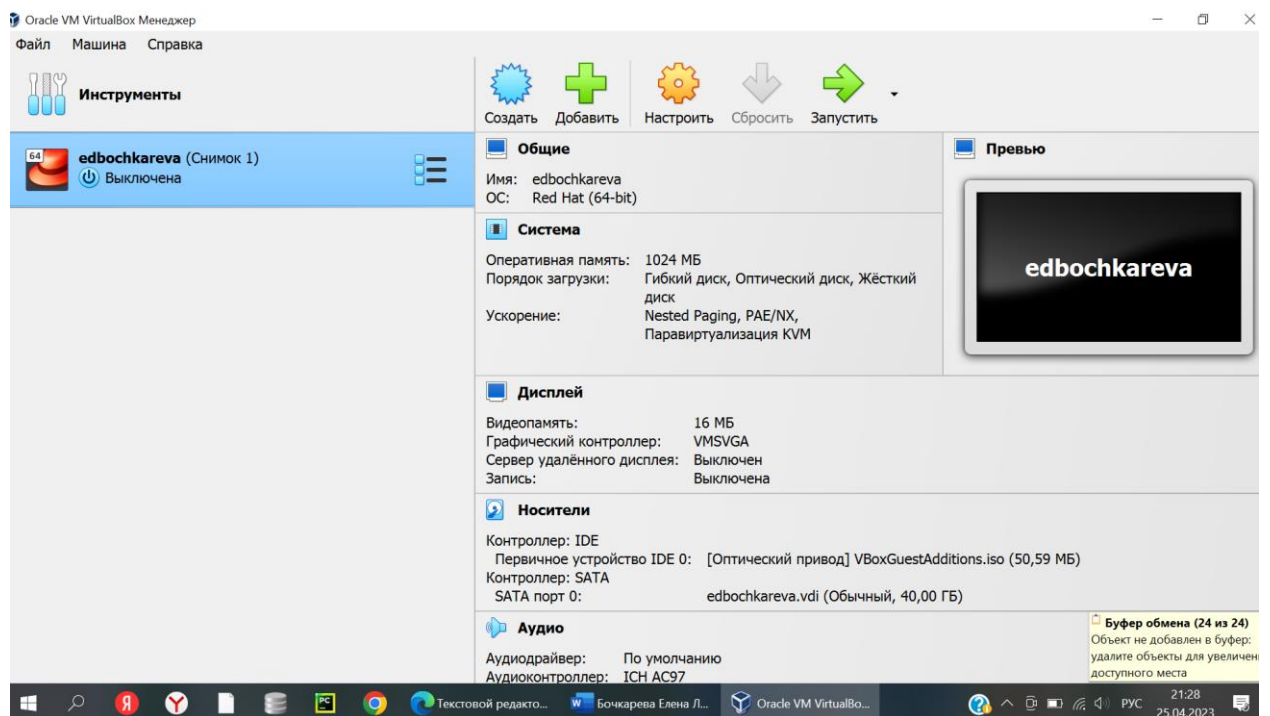 Oracle VM VirtualBox Менеджер
Файл Машина Справка
Инструменты
Создать Добавить Настроить Сбросить Запустить
64
edbochkareva (Снимок 1)
Выключена
Общие
Имя: edbochkareva
ОС: Red Hat (64-bit)
Превью
edbochkareva
Система
Оперативная память: 1024 МБ
Порядок загрузки: Гибкий диск, Оптический диск, Жёсткий
диск
Ускорение: Nested Paging, PAE/NX,
Паравиртуализация KVM
Дисплей
Видеопамять: 16 МБ
Графический контроллер: VMSVGA
Сервер удалённого дисплея: Выключен
Запись: Выключена
Носители
Контроллер: IDE
Первичное устройство IDE 0: [Оптический привод] VBoxGuestAdditions.iso (50,59 МБ)
Контроллер: SATA
SATA порт 0: edbochkareva.vdi (Обычный, 40,00 ГБ)
Аудио
Аудиодрайвер: По умолчанию
Аудиоконтроллер: ICH AC97
Буфер обмена (24 из 24)
Объект не добавлен в буфер:
удалите объекты для увеличен
доступного места
Я Y PC Тексто­вой редакто... W Бочкарева Елена Л... Oracle VM VirtualBo... РУС 21:28
25.04.2023